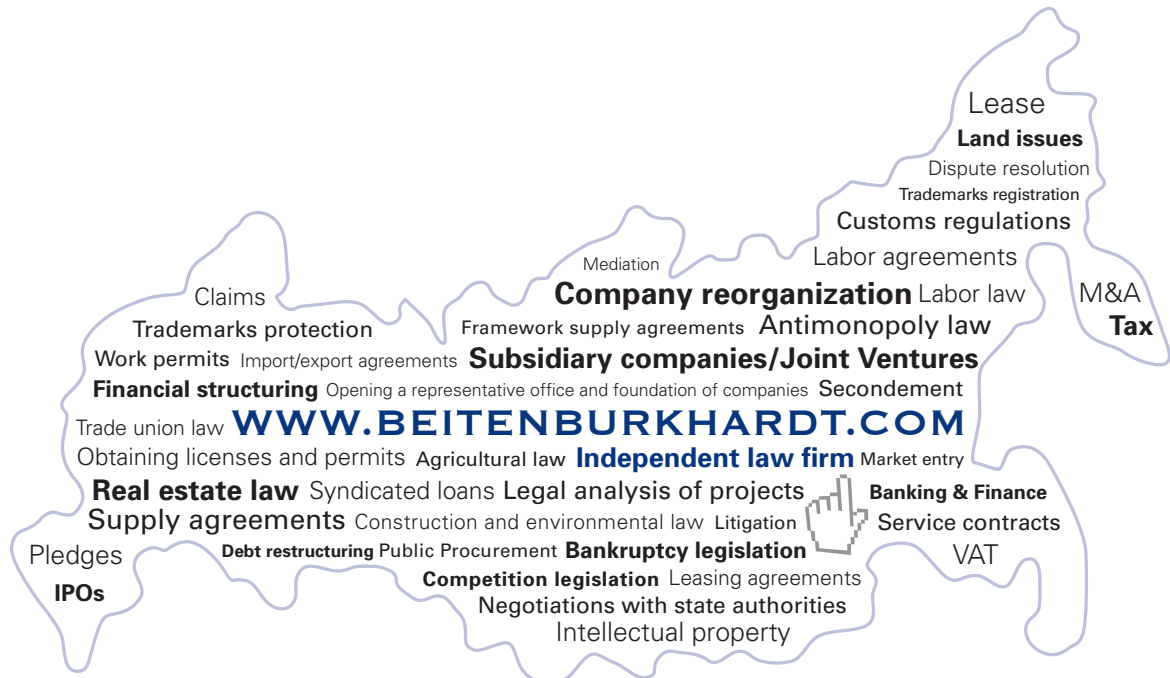 Lease
Land issues
Dispute resolution
Trademarks registration
Customs regulations
Mediation Labor agreements
Claims Company reorganization Labor law M&A
Trademarks protection Framework supply agreements Antimonopoly law Tax
Work permits Import/export agreements Subsidiary companies/Joint Ventures
Financial structuring Opening a representative office and foundation of companies Secondement
Trade union law WWW.BEITENBURKHARDT.COM
Obtaining licenses and permits Agricultural law Independent law firm Market entry
Real estate law Syndicated loans Legal analysis of projects Banking & Finance
Supply agreements Construction and environmental law Litigation Service contracts
Pledges Debt restructuring Public Procurement Bankruptcy legislation VAT
IPOs Competition legislation Leasing agreements
Negotiations with state authorities
Intellectual property